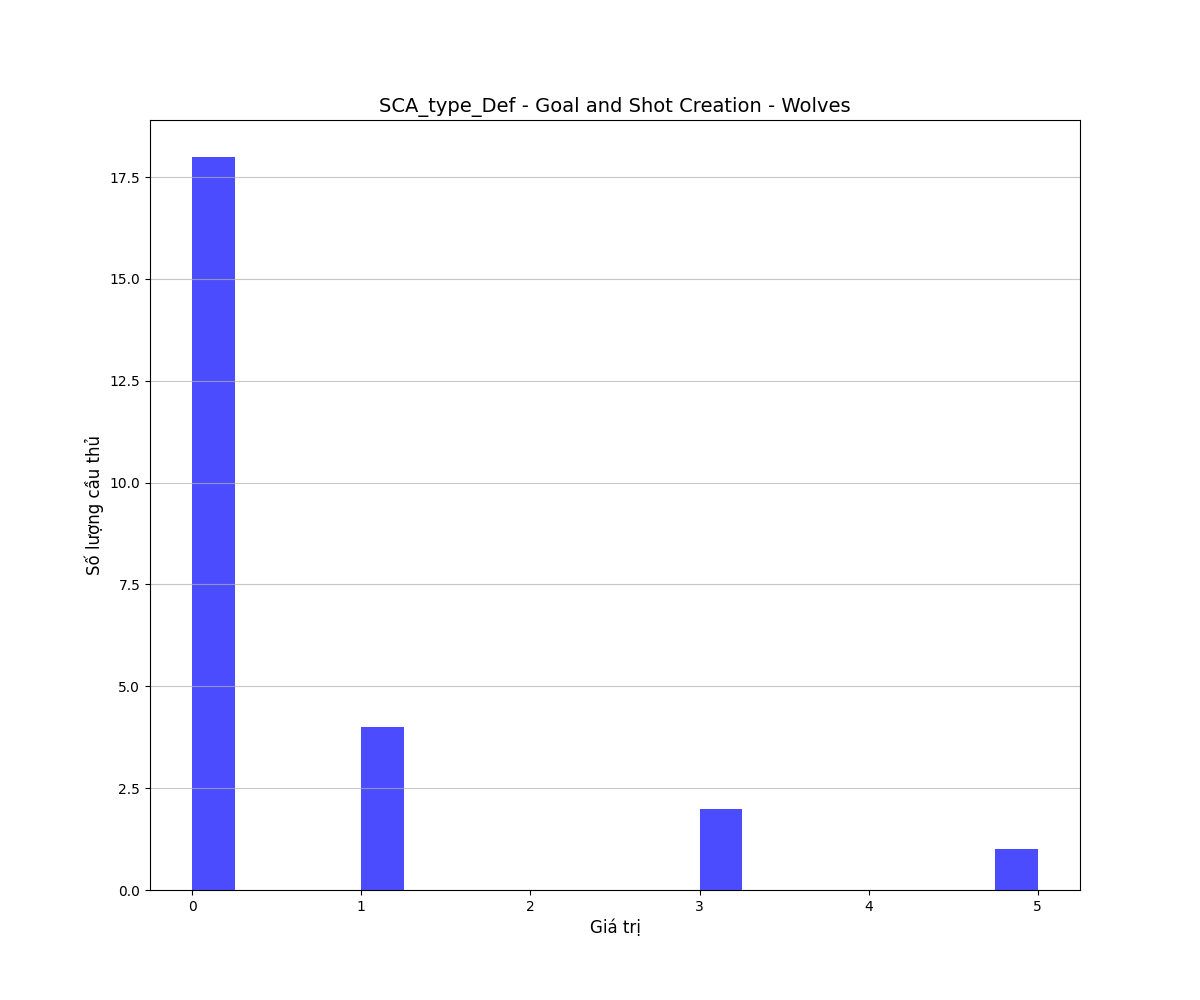 SCA_type_Def - Goal and Shot Creation - Wolves
Số lượng cầu thủ
17.5
15.0
12.5
10.0
7.5
5.0
2.5
0.0
0 1 2 3 4 5
Giá trị